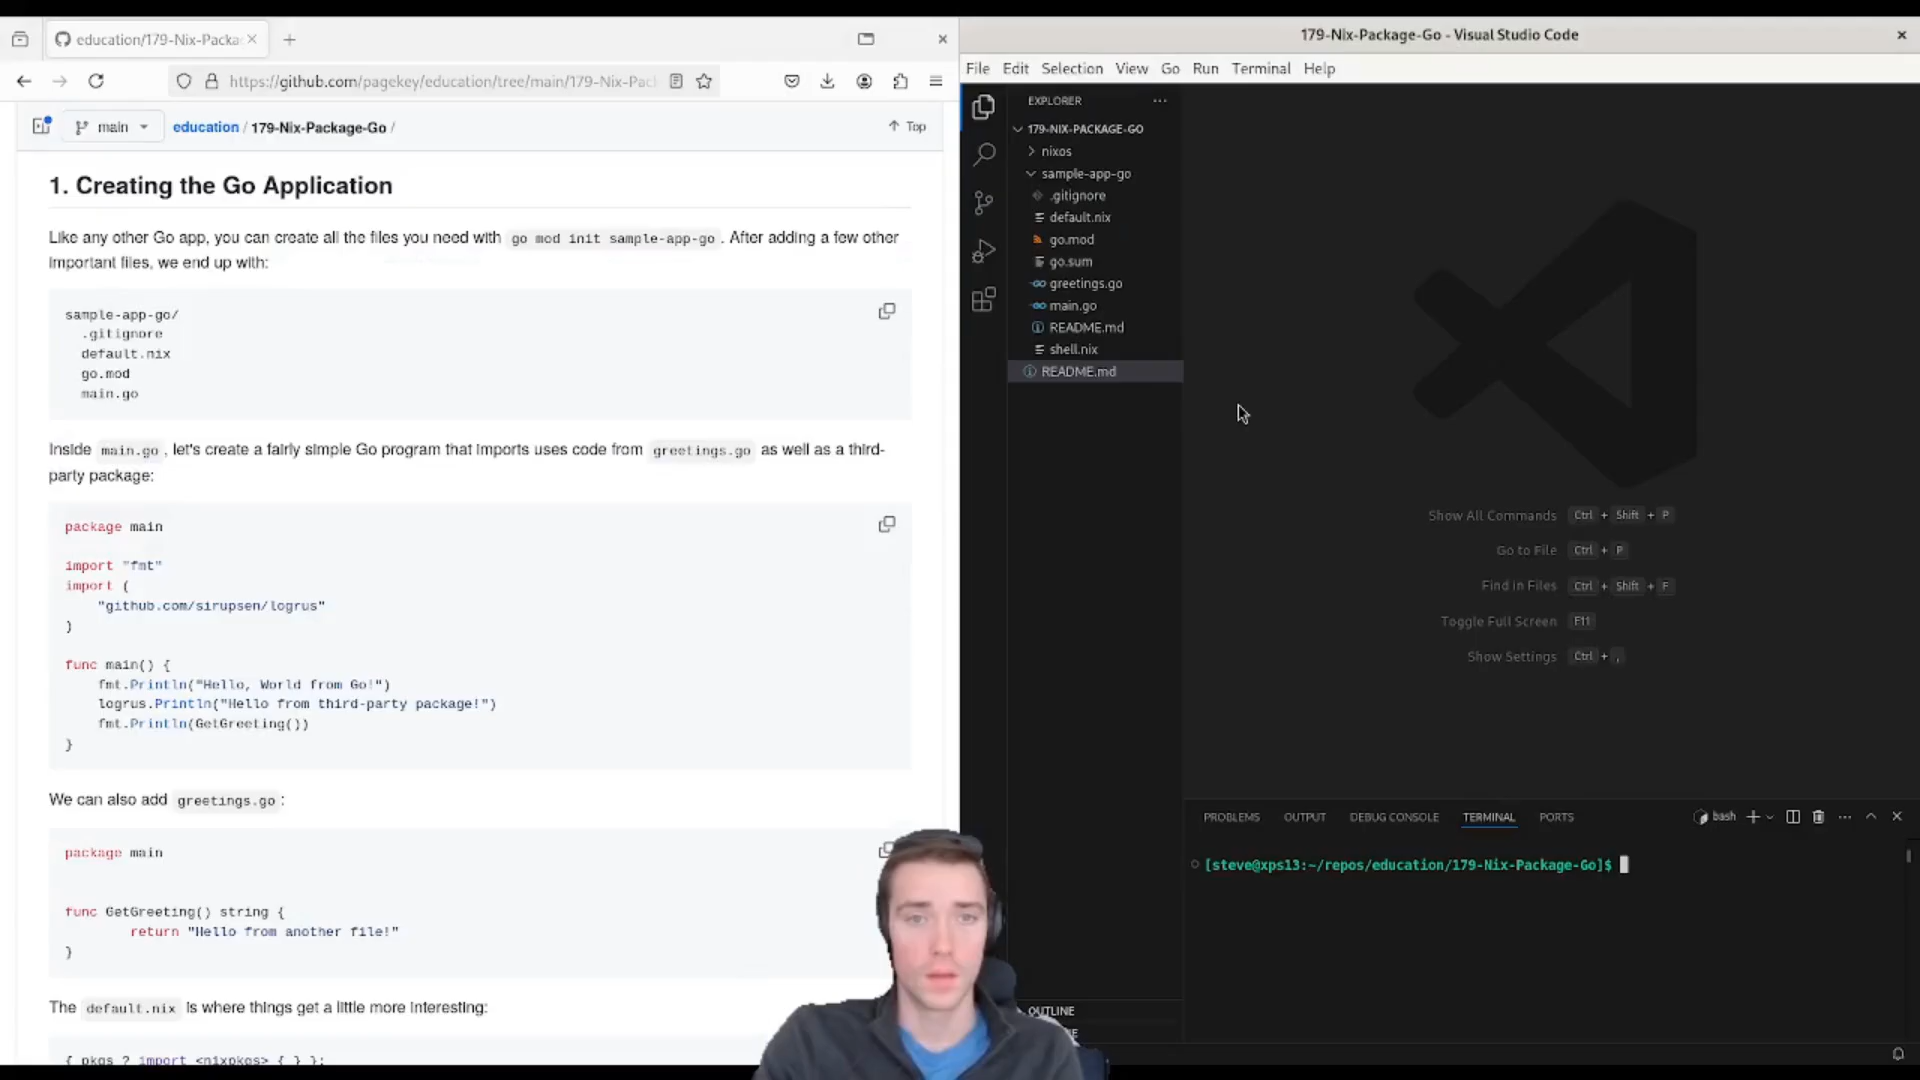 education/179-Nix-Packa
https://github.com/pagekey/education/tree/main/179-Nix-Pac
main
education / 179-Nix-Package-Go /
Top
1. Creating the Go Application
Like any other Go app, you can create all the files you need with go mod init sample-app-go . After adding a few other
important files, we end up with:
sample-app-go/
.gitignore
default.nix
go.mod
main.go
Inside main.go , let's create a fairly simple Go program that imports uses code from greetings.go as well as a third-
party package:
package main
import "fmt"
import (
"github.com/sirupsen/logrus"
)
func main() {
fmt.Println("Hello, World from Go!")
logrus.Println("Hello from third-party package!")
fmt.Println(GetGreeting())
}
We can also add greetings.go :
package main
func GetGreeting() string {
return "Hello from another file!"
}
The default.nix is where things get a little more interesting:
{ pkgs ? import <nixpkgs> { } }:
179-Nix-Package-Go - Visual Studio Code
File Edit Selection View Go Run Terminal Help
EXPLORER
179-NIX-PACKAGE-GO
nixos
sample-app-go
.gitignore
default.nix
go.mod
go.sum
greetings.go
main.go
README.md
shell.nix
README.md
OUTLINE
Show All Commands Ctrl + Shift + P
Go to File Ctrl + P
Find in Files Ctrl + Shift + F
Toggle Full Screen F11
Show Settings Ctrl + ,
PROBLEMS OUTPUT DEBUG CONSOLE TERMINAL PORTS
bash
[steve@xps13:~/repos/education/179-Nix-Package-Go]$